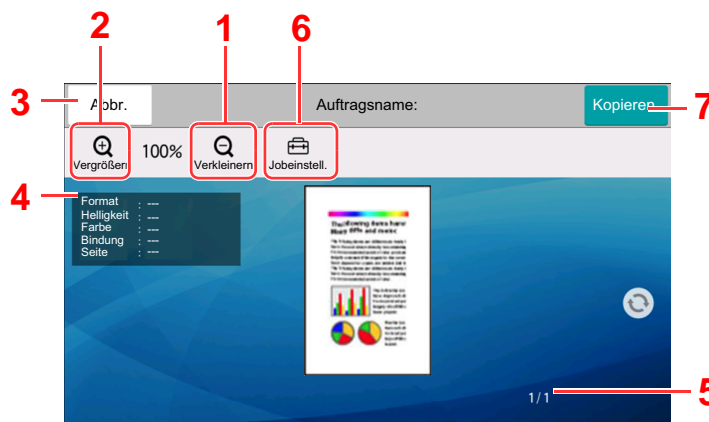 2 1 6
3 Abbr. Auftragsname: Kopieren 7
Vergrößern 100% Verkleinern Jobeinstell.
4 Format : ---
Helligkeit : ---
Farbe : ---
Bindung : ---
Seite : ---
1/1 5